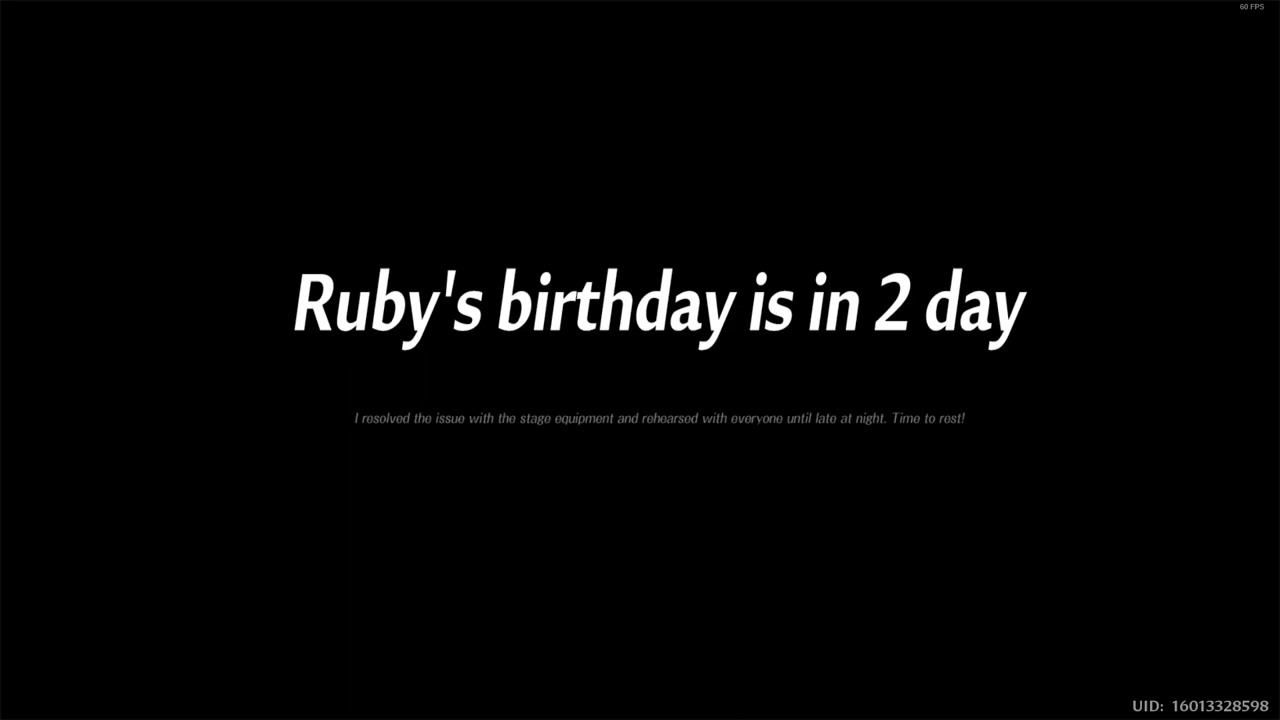 60 FPS
Ruby's birthday is in 2 day
I resolved the issue with the stage equipment and rehearsed with everyone until late at night. Time to rest!
UID: 16013328598